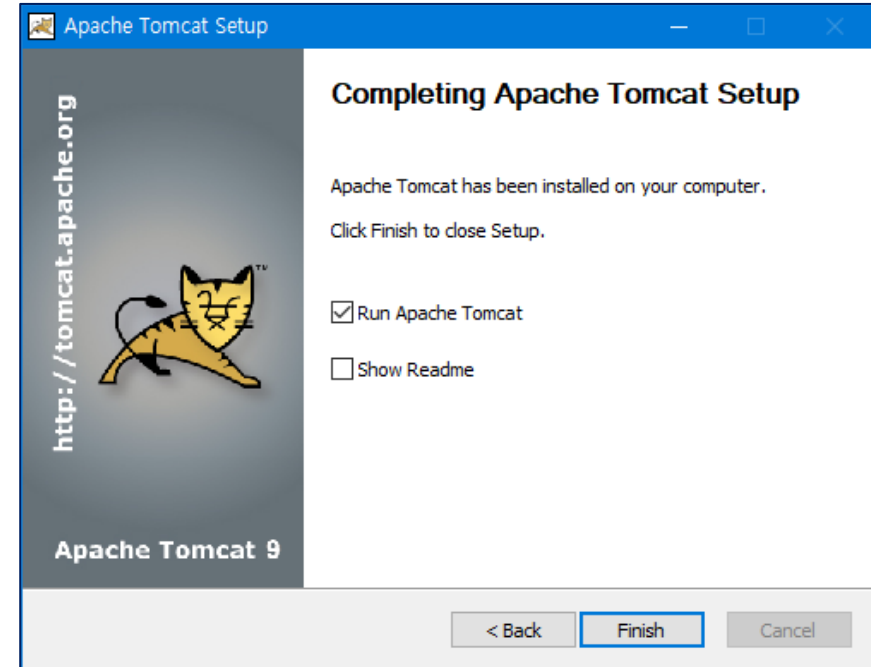 Apache Tomcat Setup
http://tomcat.apache.org
TM
Apache Tomcat 9
Completing Apache Tomcat Setup
Apache Tomcat has been installed on your computer.
Click Finish to close Setup.
Run Apache Tomcat
Show Readme
< Back Finish Cancel